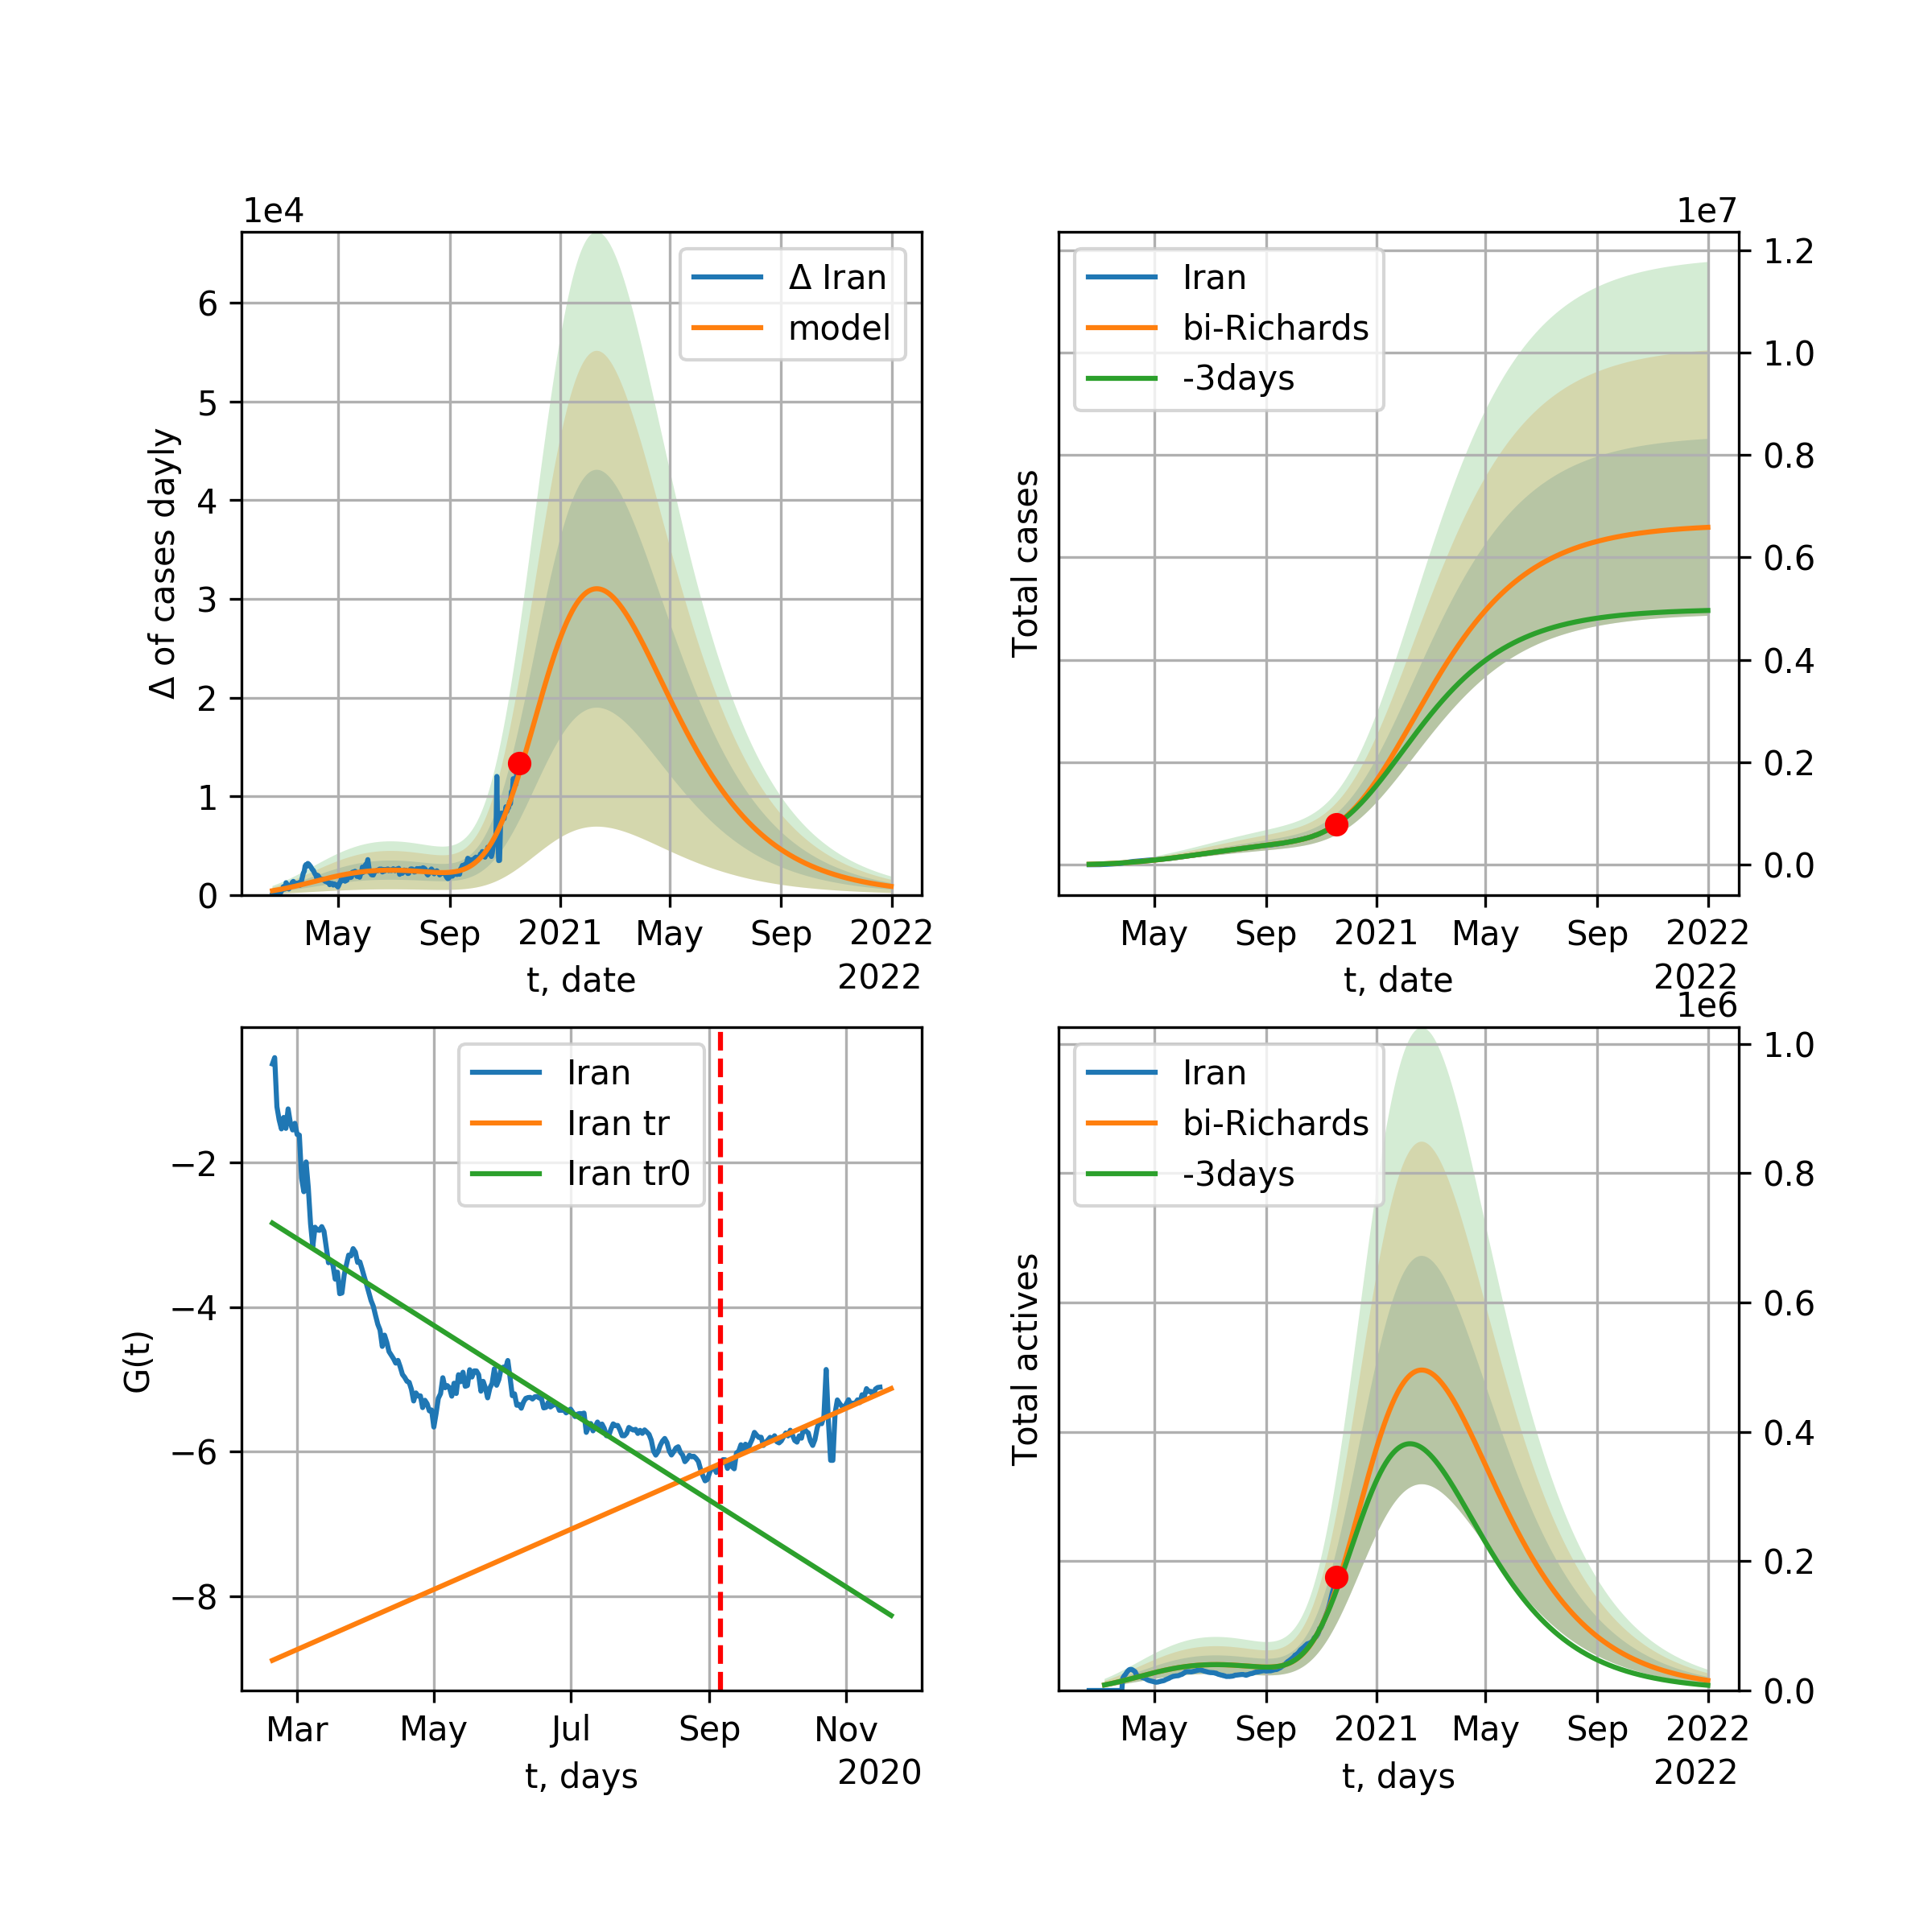 1e4
6
5
4
3
2
1
0
Δ of cases dayly
Δ Iran
model
May Sep 2021 May Sep 2022
t, date
2022
1e7
1.2
1.0
0.8
0.6
0.4
0.2
0.0
Total cases
Iran
bi-Richards
-3days
May Sep 2021 May Sep 2022
t, date
2022
−2
−4
−6
−8
G(t)
Iran
Iran tr
Iran tr0
Mar May Jul Sep Nov
t, days
2020
1e6
1.0
0.8
0.6
0.4
0.2
0.0
Total actives
Iran
bi-Richards
-3days
May Sep 2021 May Sep 2022
t, days
2022